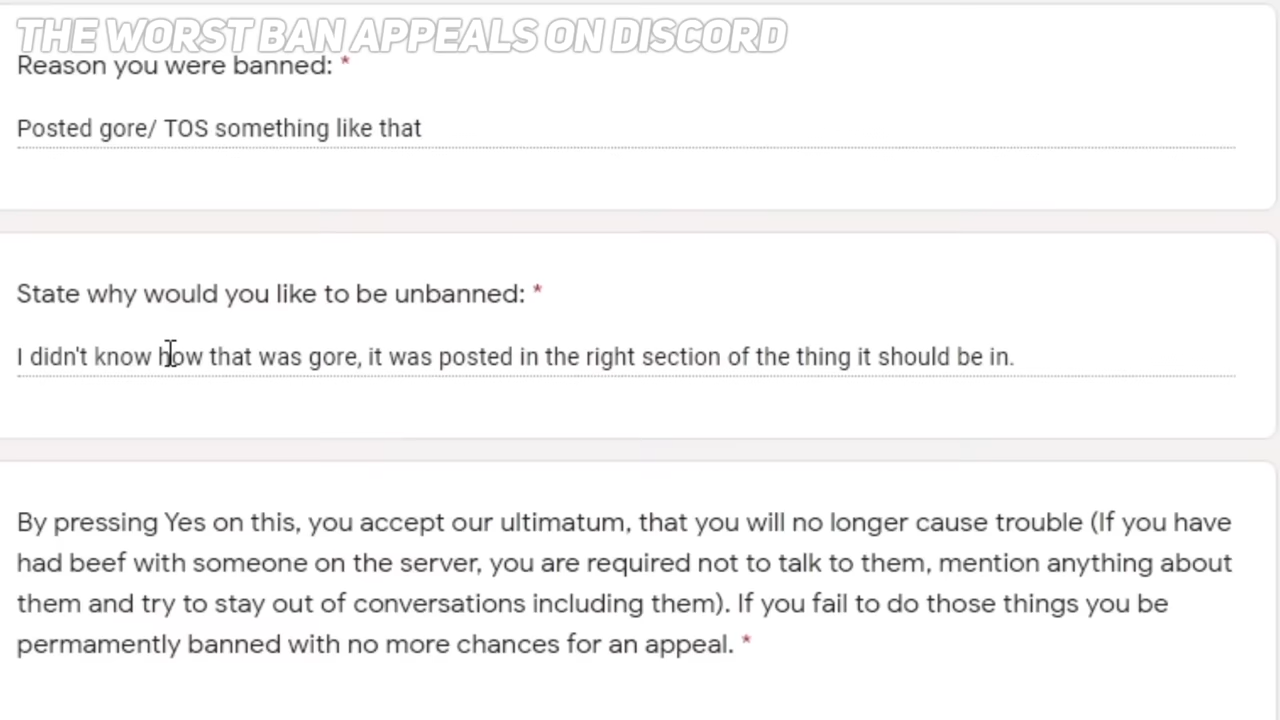 THE WORST BAN APPEALS ON DISCORD
Reason you were banned: *
Posted gore/ TOS something like that
State why would you like to be unbanned: *
I didn't know how that was gore, it was posted in the right section of the thing it should be in.
By pressing Yes on this, you accept our ultimatum, that you will no longer cause trouble (If you have
had beef with someone on the server, you are required not to talk to them, mention anything about
them and try to stay out of conversations including them). If you fail to do those things you be
permamently banned with no more chances for an appeal. *